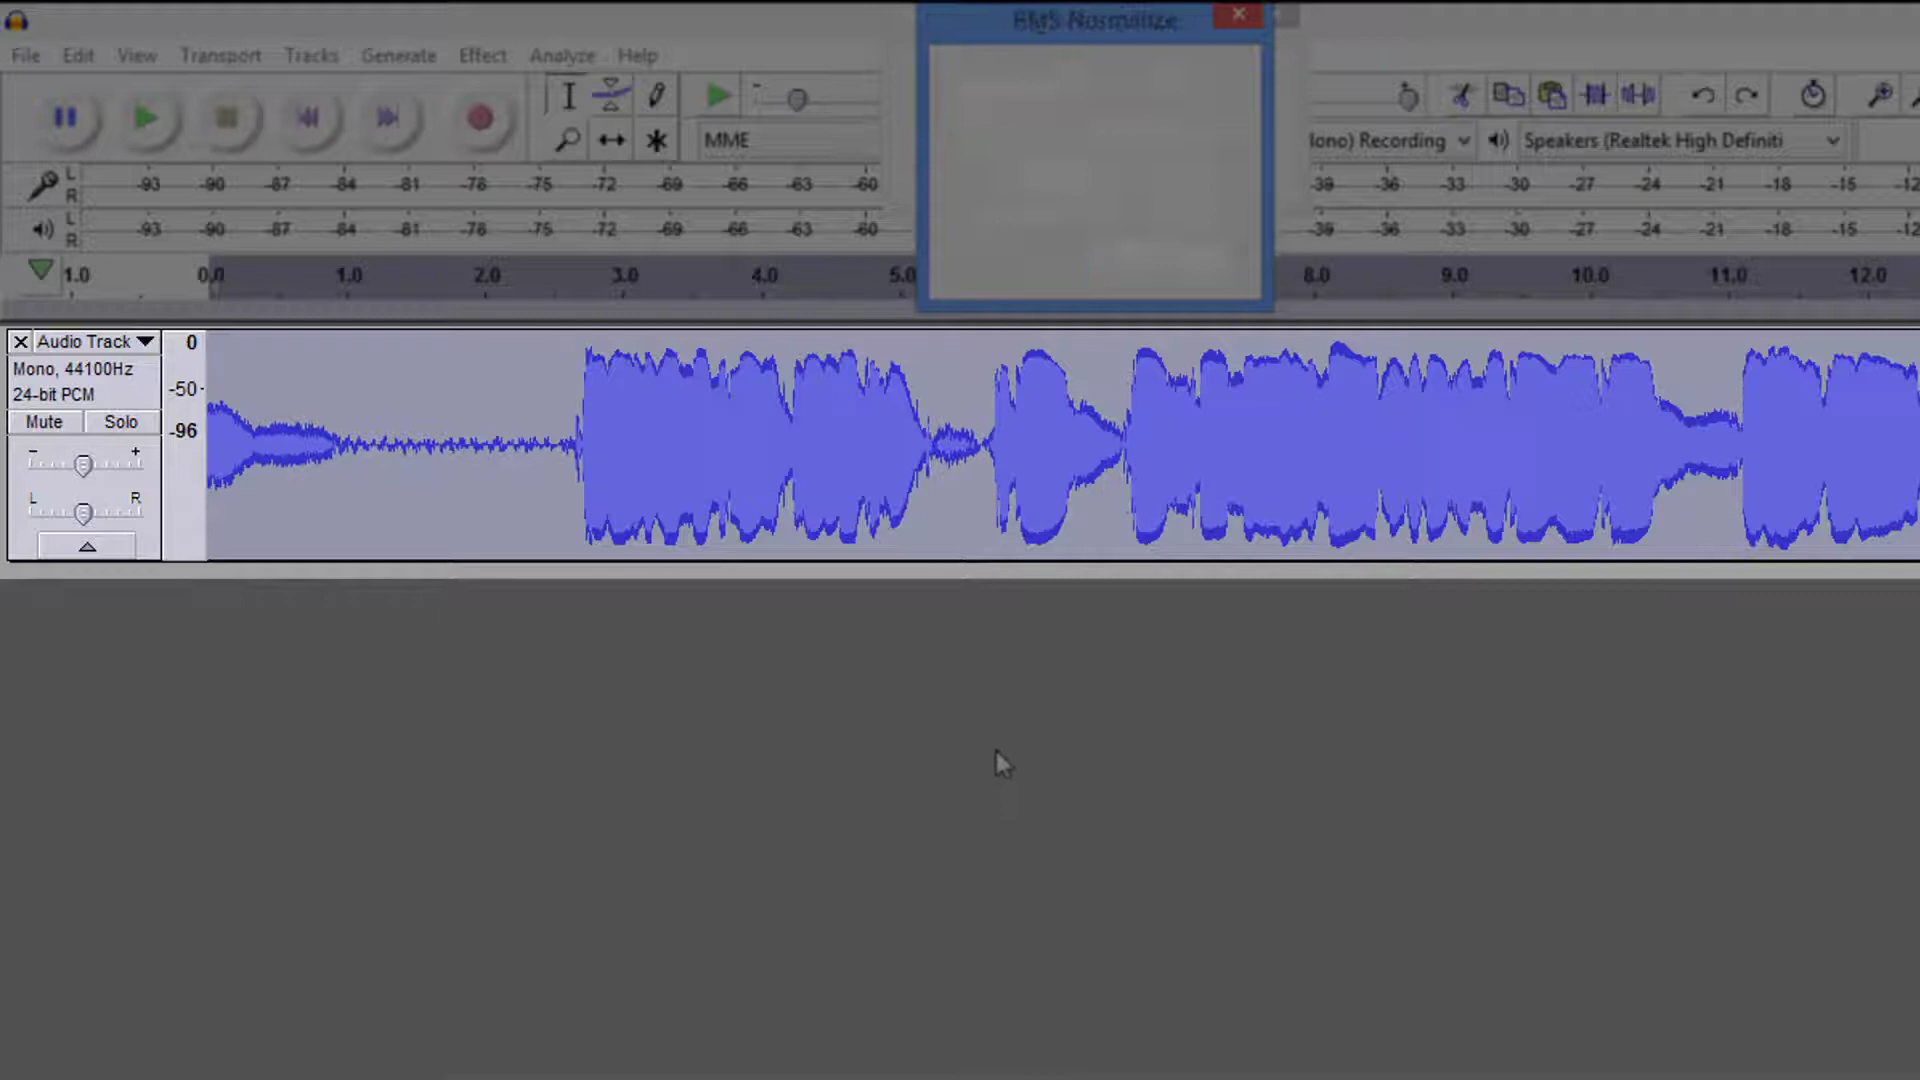 RMS Normalize
File Edit View Transport Tracks Generate Effect Analyze Help
MME
lono) Recording
Speakers (Realtek High Definiti
L
R
-93 -90 -87 -84 -81 -78 -75 -72 -69 -66 -63 -60
-39 -36 -33 -30 -27 -24 -21 -18 -15 -12
L
R
-93 -90 -87 -84 -81 -78 -75 -72 -69 -66 -63 -60
-39 -36 -33 -30 -27 -24 -21 -18 -15 -12
1.0 0.0 1.0 2.0 3.0 4.0 5.0 8.0 9.0 10.0 11.0 12.0
Audio Track
Mono, 44100Hz
24-bit PCM
Mute Solo
- +
L R
0
-50
-96